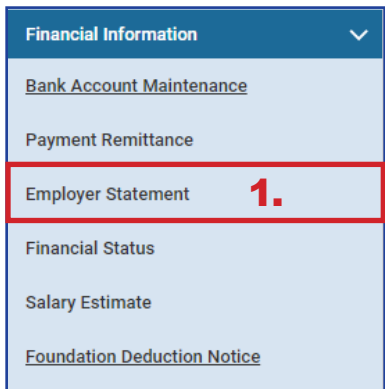 Financial Information
Bank Account Maintenance
Payment Remittance
Employer Statement 1.
Financial Status
Salary Estimate
Foundation Deduction Notice